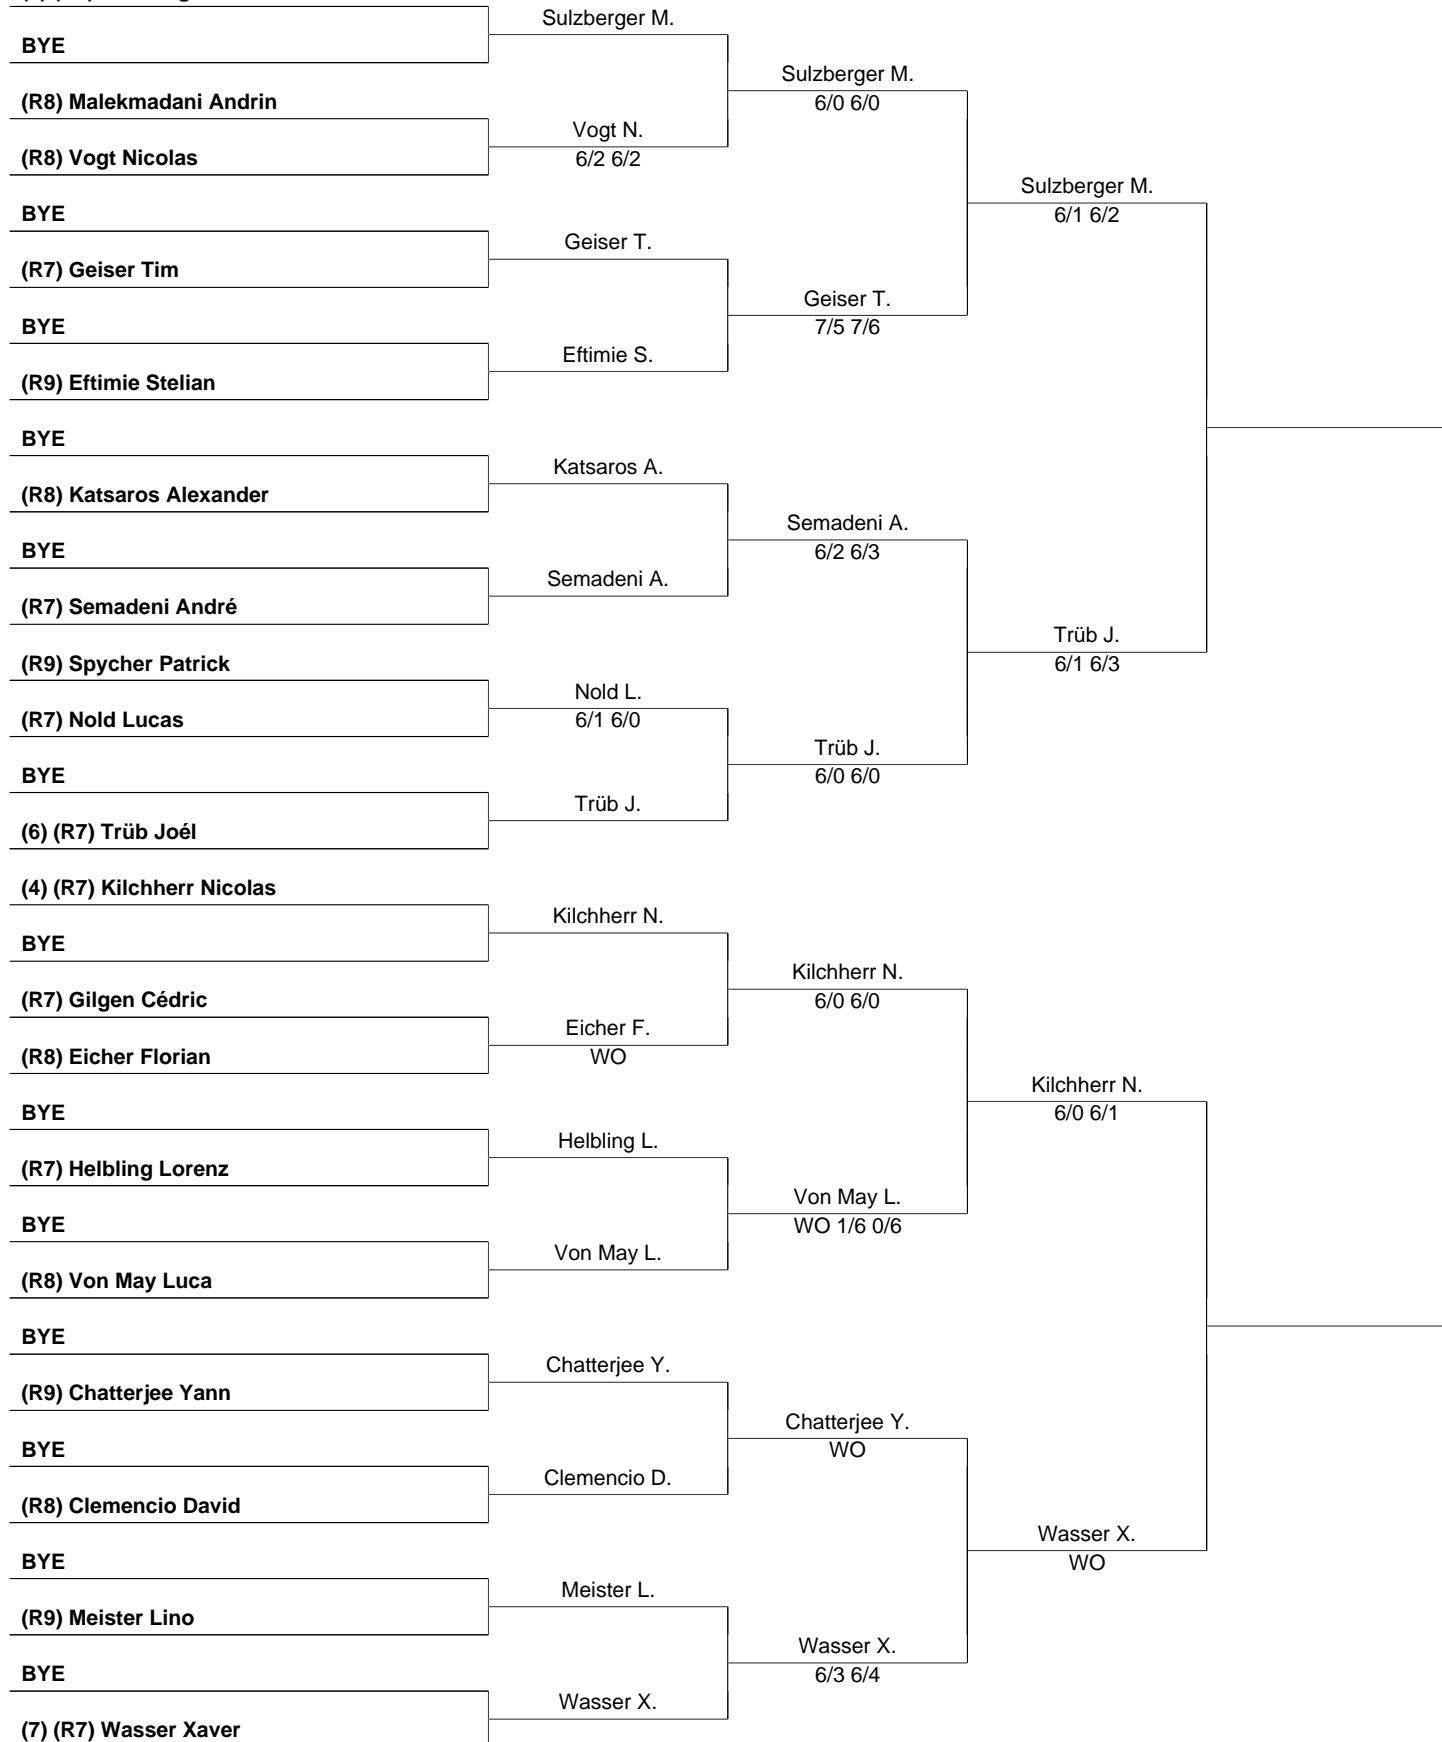 BYE
(R8) Malekmadani Andrin
(R8) Vogt Nicolas
BYE
(R7) Geiser Tim
BYE
(R9) Eftimie Stelian
BYE
(R8) Katsaros Alexander
BYE
(R7) Semadeni André
(R9) Spycher Patrick
(R7) Nold Lucas
BYE
(6) (R7) Trüb Joél
(4) (R7) Kilchherr Nicolas
BYE
(R7) Gilgen Cédric
(R8) Eicher Florian
BYE
(R7) Helbling Lorenz
BYE
(R8) Von May Luca
BYE
(R9) Chatterjee Yann
BYE
(R8) Clemencio David
BYE
(R9) Meister Lino
BYE
(7) (R7) Wasser Xaver
Sulzberger M.
Vogt N.
6/2 6/2
Geiser T.
Eftimie S.
Katsaros A.
Semadeni A.
Nold L.
6/1 6/0
Trüb J.
Kilchherr N.
Eicher F.
WO
Helbling L.
Von May L.
Chatterjee Y.
Clemencio D.
Meister L.
Wasser X.
Sulzberger M.
6/0 6/0
Geiser T.
7/5 7/6
Semadeni A.
6/2 6/3
Trüb J.
6/0 6/0
Kilchherr N.
6/0 6/0
Von May L.
WO 1/6 0/6
Chatterjee Y.
WO
Wasser X.
6/3 6/4
Sulzberger M.
6/1 6/2
Trüb J.
6/1 6/3
Kilchherr N.
6/0 6/1
Wasser X.
WO